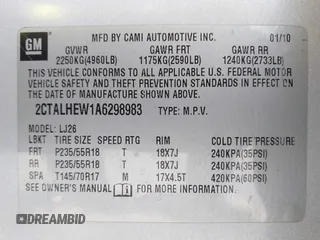 GM
MFD BY CAMI AUTOMOTIVE INC. 01/10
GVWR GAWR FRT GAWR RR
2250KG(4960LB) 1175KG(2590LB) 1240KG(2733LB)
THIS VEHICLE CONFORMS TO ALL APPLICABLE U.S. FEDERAL MOTOR
VEHICLE SAFETY AND THEFT PREVENTION STANDARDS IN EFFECT ON
THE DATE OF MANUFACTURE SHOWN ABOVE.
2CTALHEW1A6298983 TYPE: M.P.V.
MODEL: LJ26
LBKT TIRE SIZE SPEED RTG RIM COLD TIRE PRESSURE
FRT P235/55R18 T 18X7J 240KPA(35PSI)
RR P235/55R18 T 18X7J 240KPA(35PSI)
SPA T145/70R17 M 17X4.5T 420KPA(60PSI)
SEE OWNER'S MANUAL FOR ADDITIONAL INFORMATION.
DREAMBID